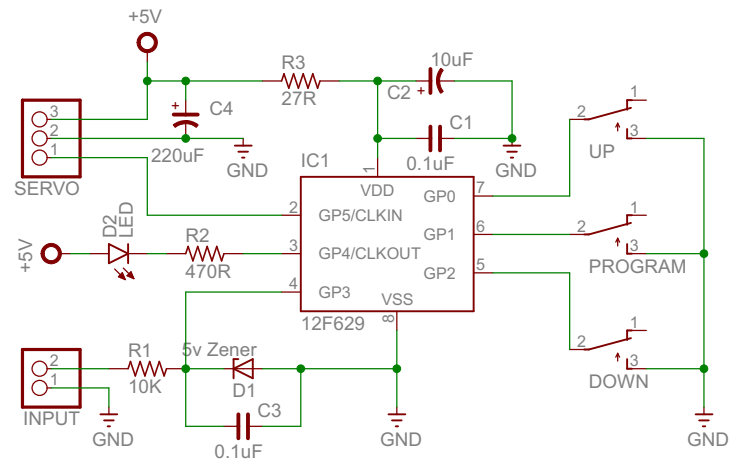 +5V
R3
27R
10uF
C2
+
C1
0.1uF
GND
3
2
1
SERVO
+
C4
220uF
GND
IC1
1
VDD
GP0
7
GP5/CLKIN
2
GP1
6
GP4/CLKOUT
3
GP2
5
GP3
4
VSS
8
12F629
2
1
3
UP
2
1
3
PROGRAM
2
1
3
DOWN
GND
+5V
D2
LED
R2
470R
2
1
INPUT
GND
R1
10K
5v Zener
D1
C3
0.1uF
GND